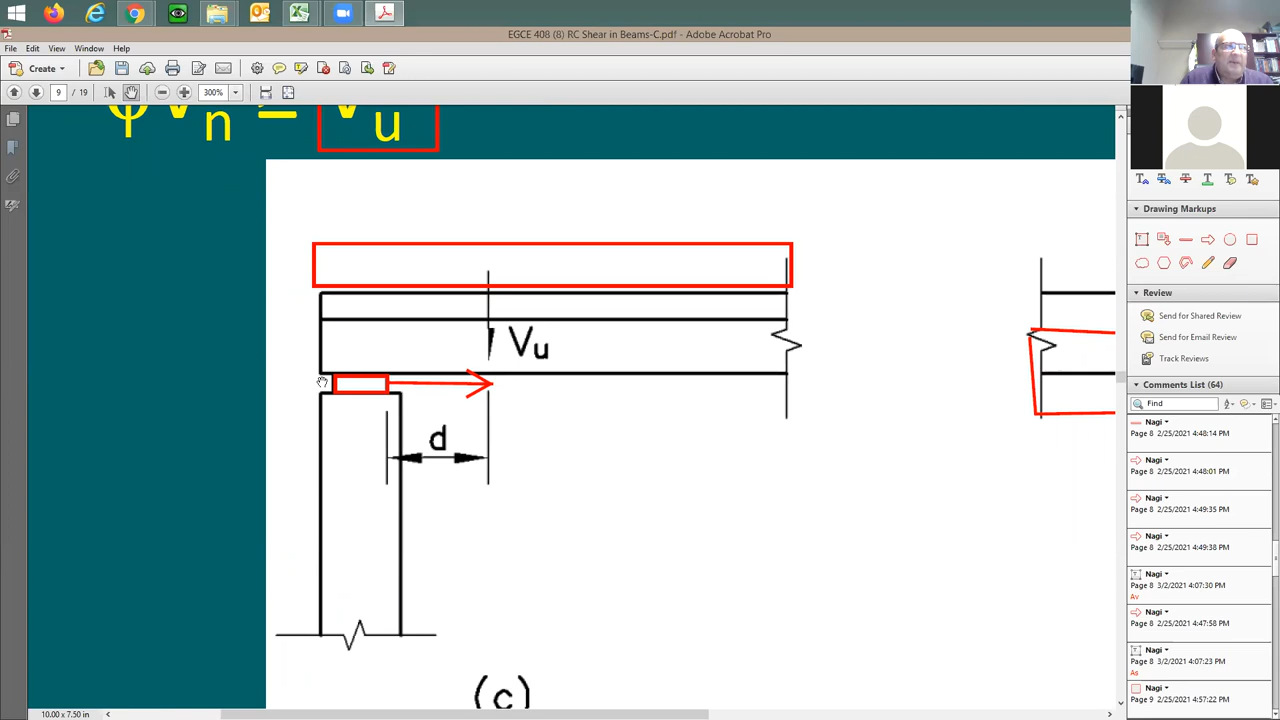 EGCE 408 (8) RC Shear in Beams-C.pdf - Adobe Acrobat Pro
File Edit View Window Help
Create
9 / 19
300%
φ Vn ≥ Vu
Vu
d
(c)
10.00 x 7.50 in
Drawing Markups
Review
Send for Shared Review
Send for Email Review
Track Reviews
Comments List (64)
Find
Nagi
Page 8 2/25/2021 4:48:14 PM
Nagi
Page 8 2/25/2021 4:48:01 PM
Nagi
Page 8 2/25/2021 4:49:35 PM
Nagi
Page 8 2/25/2021 4:49:38 PM
Nagi
Page 8 3/2/2021 4:07:30 PM
Av
Nagi
Page 8 2/25/2021 4:47:58 PM
Nagi
Page 8 3/2/2021 4:07:23 PM
As
Nagi
Page 9 2/25/2021 4:57:22 PM